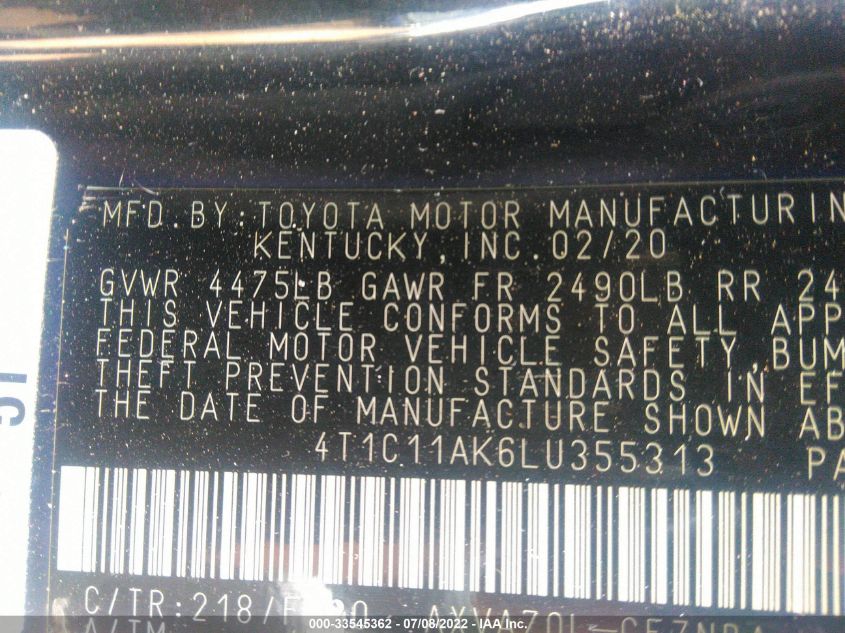 MFD.BY:TOYOTA MOTOR MANUFACTURIN
KENTUCKY,INC.02/20
GVWR 4475LB GAWR FR 2490LB RR 24
THIS VEHICLE CONFORMS TO ALL APP
FEDERAL MOTOR VEHICLE SAFETY,BUM
THEFT PREVENTION STANDARDS IN EF
THE DATE OF MANUFACTURE SHOWN AB
4T1C11AK6LU355313 PA
C/TR:218/
A/TM
000-33545362 - 07/08/2022 - © 2022 - IAA, Inc.